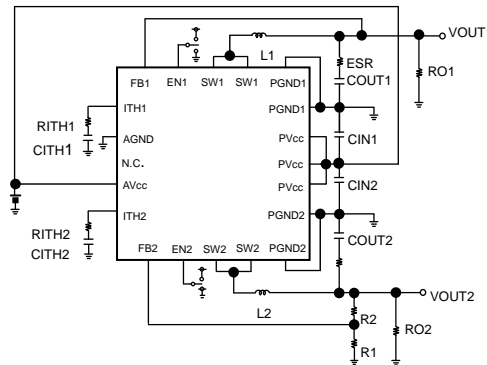 VOUT
L1
ESR
COUT1
RO1
FB1 EN1 SW1 SW1 PGND1
ITH1
PGND1
RITH1
CITH1
CIN1
AGND
PVcc
N.C.
PVcc
AVcc
PVcc
CIN2
ITH2
PGND2
RITH2
CITH2
COUT2
FB2 EN2 SW2 SW2 PGND2
VOUT2
L2
R2
RO2
R1